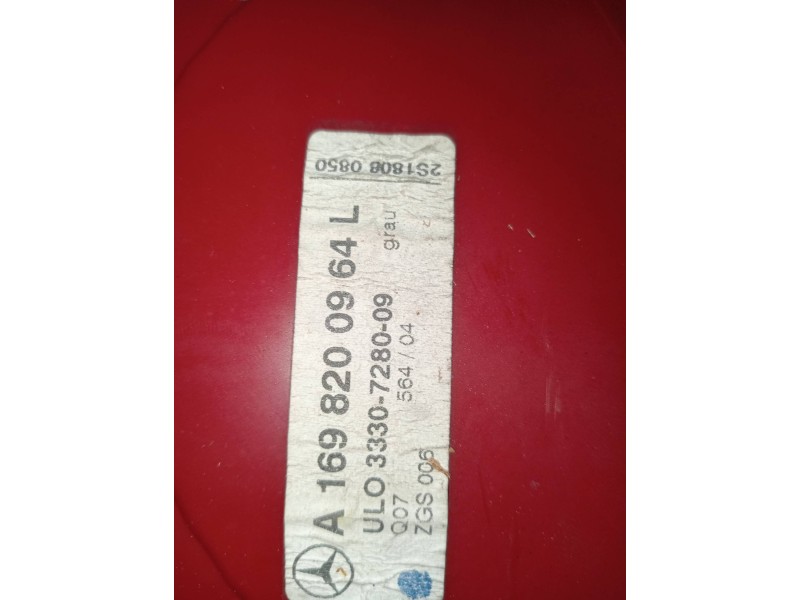 2S1808 0850
A 169 820 09 64 L
grau
ULO 3330-7280-09
564 / 04
Q07
ZGS 006